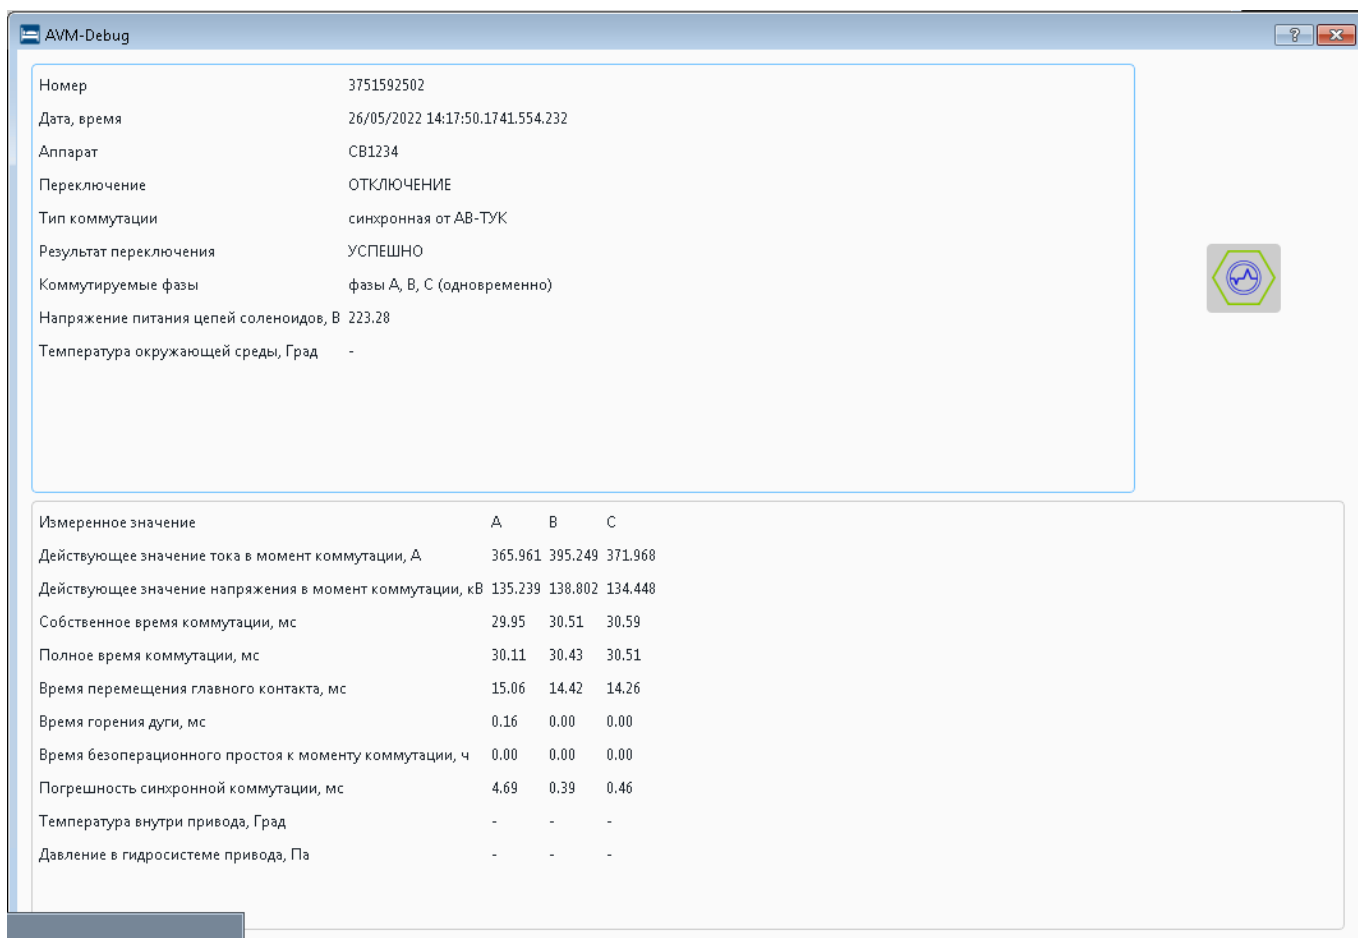 AVM-Debug
Номер 3751592502
Дата, время 26/05/2022 14:17:50.1741.554.232
Аппарат CB1234
Переключение ОТКЛЮЧЕНИЕ
Тип коммутации синхронная от АВ-ТУК
Результат переключения УСПЕШНО
Коммутируемые фазы фазы А, В, С (одновременно)
Напряжение питания цепей соленоидов, В 223.28
Температура окружающей среды, Град -
Измеренное значение A B C
Действующее значение тока в момент коммутации, А 365.961 395.249 371.968
Действующее значение напряжения в момент коммутации, кВ 135.239 138.802 134.448
Собственное время коммутации, мс 29.95 30.51 30.59
Полное время коммутации, мс 30.11 30.43 30.51
Время перемещения главного контакта, мс 15.06 14.42 14.26
Время горения дуги, мс 0.16 0.00 0.00
Время безоперационного простоя к моменту коммутации, ч 0.00 0.00 0.00
Погрешность синхронной коммутации, мс 4.69 0.39 0.46
Температура внутри привода, Град - - -
Давление в гидросистеме привода, Па - - -